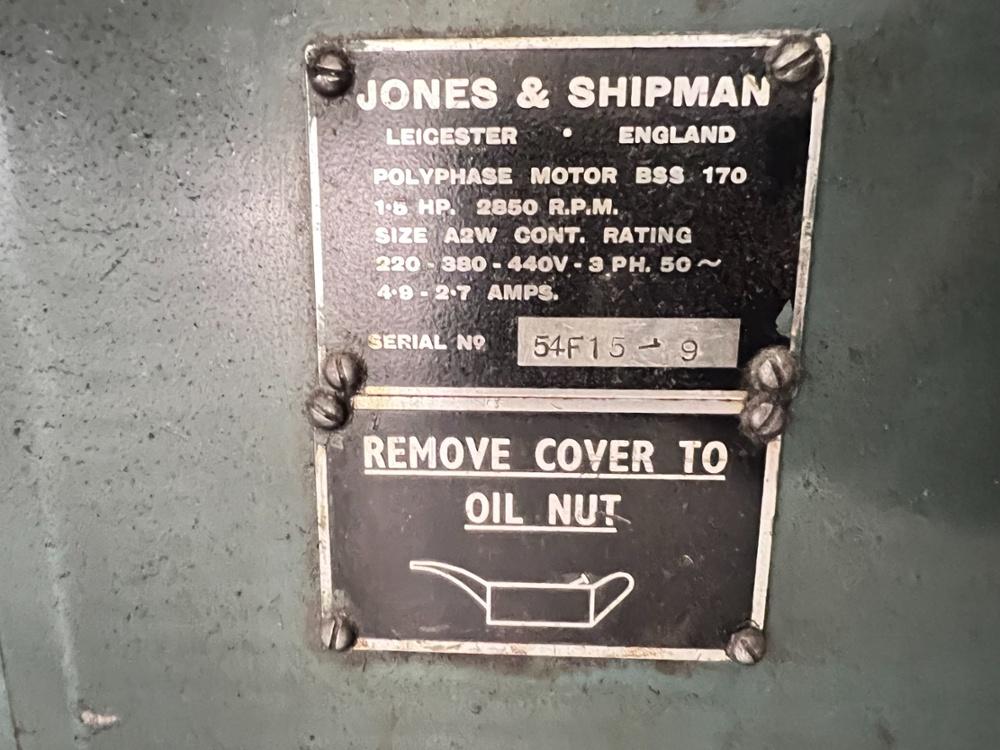 JONES & SHIPMAN
LEICESTER • ENGLAND
POLYPHASE MOTOR BSS 170
1·5 HP. 2850 R.P.M.
SIZE A2W CONT. RATING
220 - 380 - 440V - 3 PH. 50 ~
4·9 - 2·7 AMPS.
SERIAL Nº 54F15 - 9
REMOVE COVER TO
OIL NUT